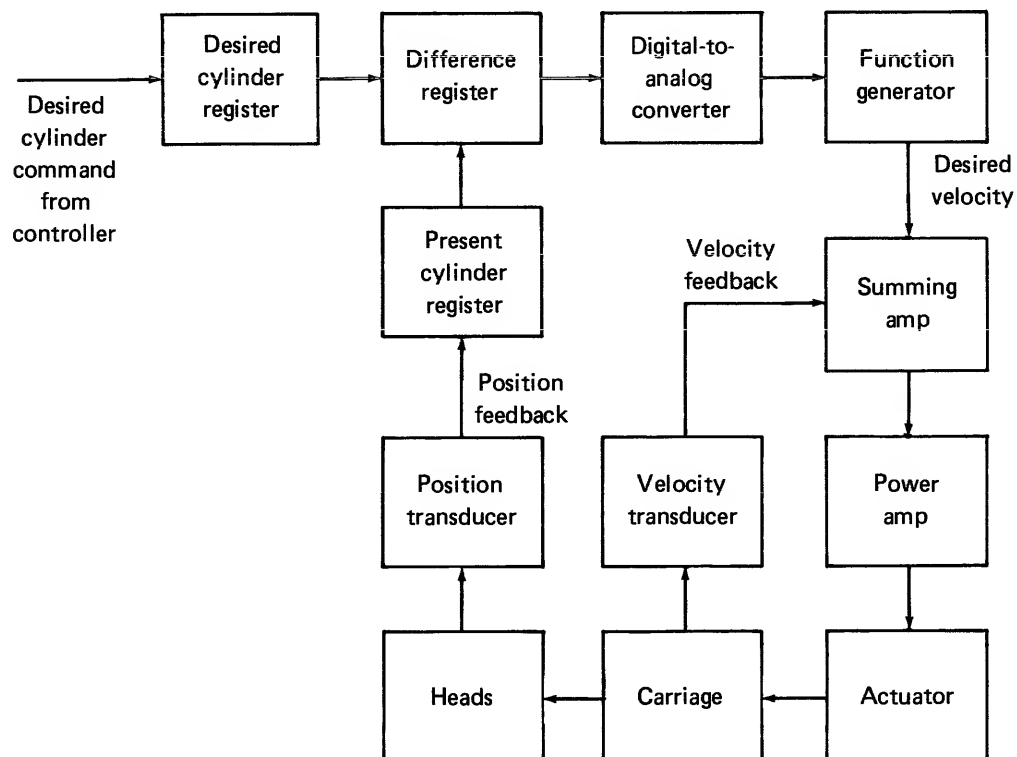 Desired
cylinder
register
Difference
register
Digital-to-
analog
converter
Function
generator
Desired
cylinder
command
from
controller
Desired
velocity
Present
cylinder
register
Velocity
feedback
Summing
amp
Position
feedback
Position
transducer
Velocity
transducer
Power
amp
Heads
Carriage
Actuator